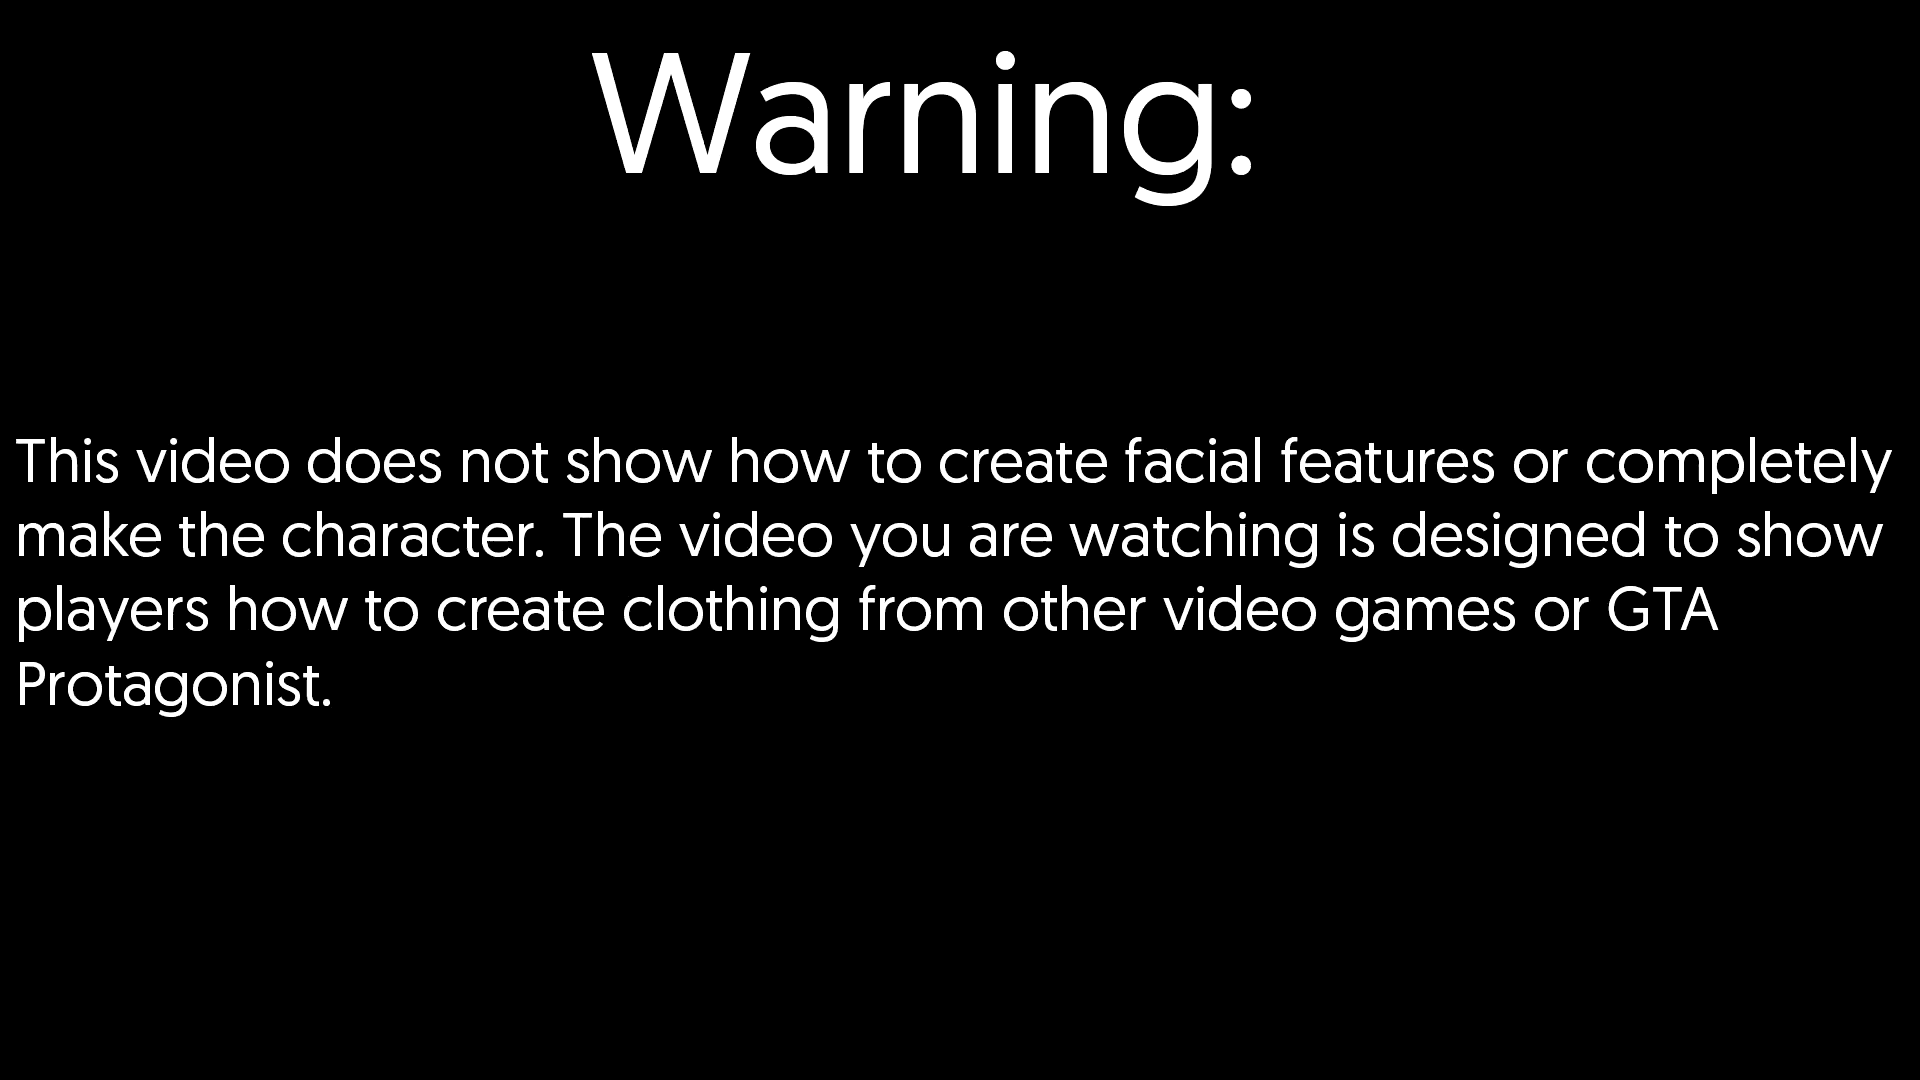 Warning:
This video does not show how to create facial features or completely
make the character. The video you are watching is designed to show
players how to create clothing from other video games or GTA
Protagonist.